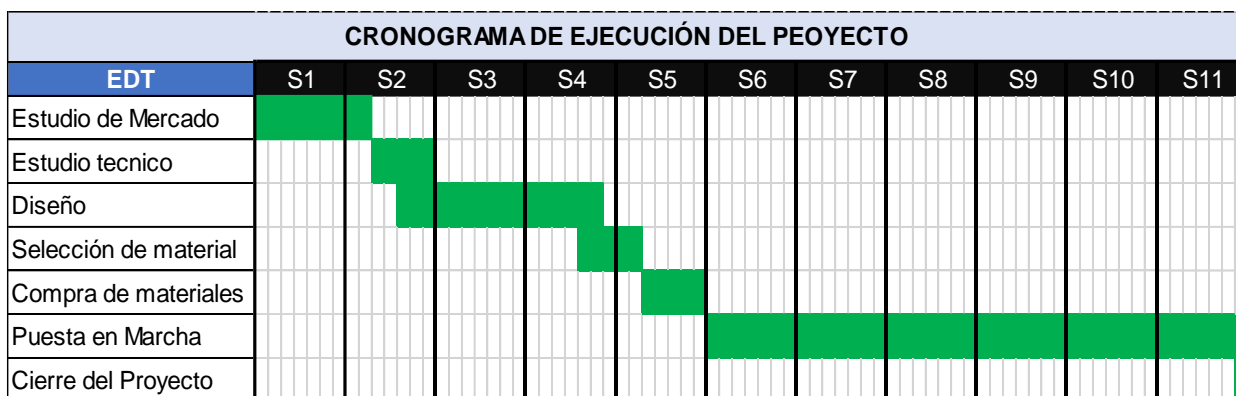 CRONOGRAMA DE EJECUCIÓN DEL PEOYECTO
EDT S1 S2 S3 S4 S5 S6 S7 S8 S9 S10 S11
Estudio de Mercado
Estudio tecnico
Diseño
Selección de material
Compra de materiales
Puesta en Marcha
Cierre del Proyecto